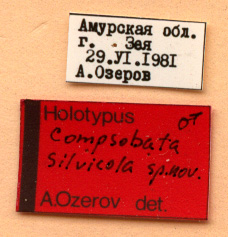 Амурская обл.
г. Зея
29.VI.1981
А.Озеров
Holotypus ♂
Compsobata
silvicola sp.nov.
A.Ozerov det.